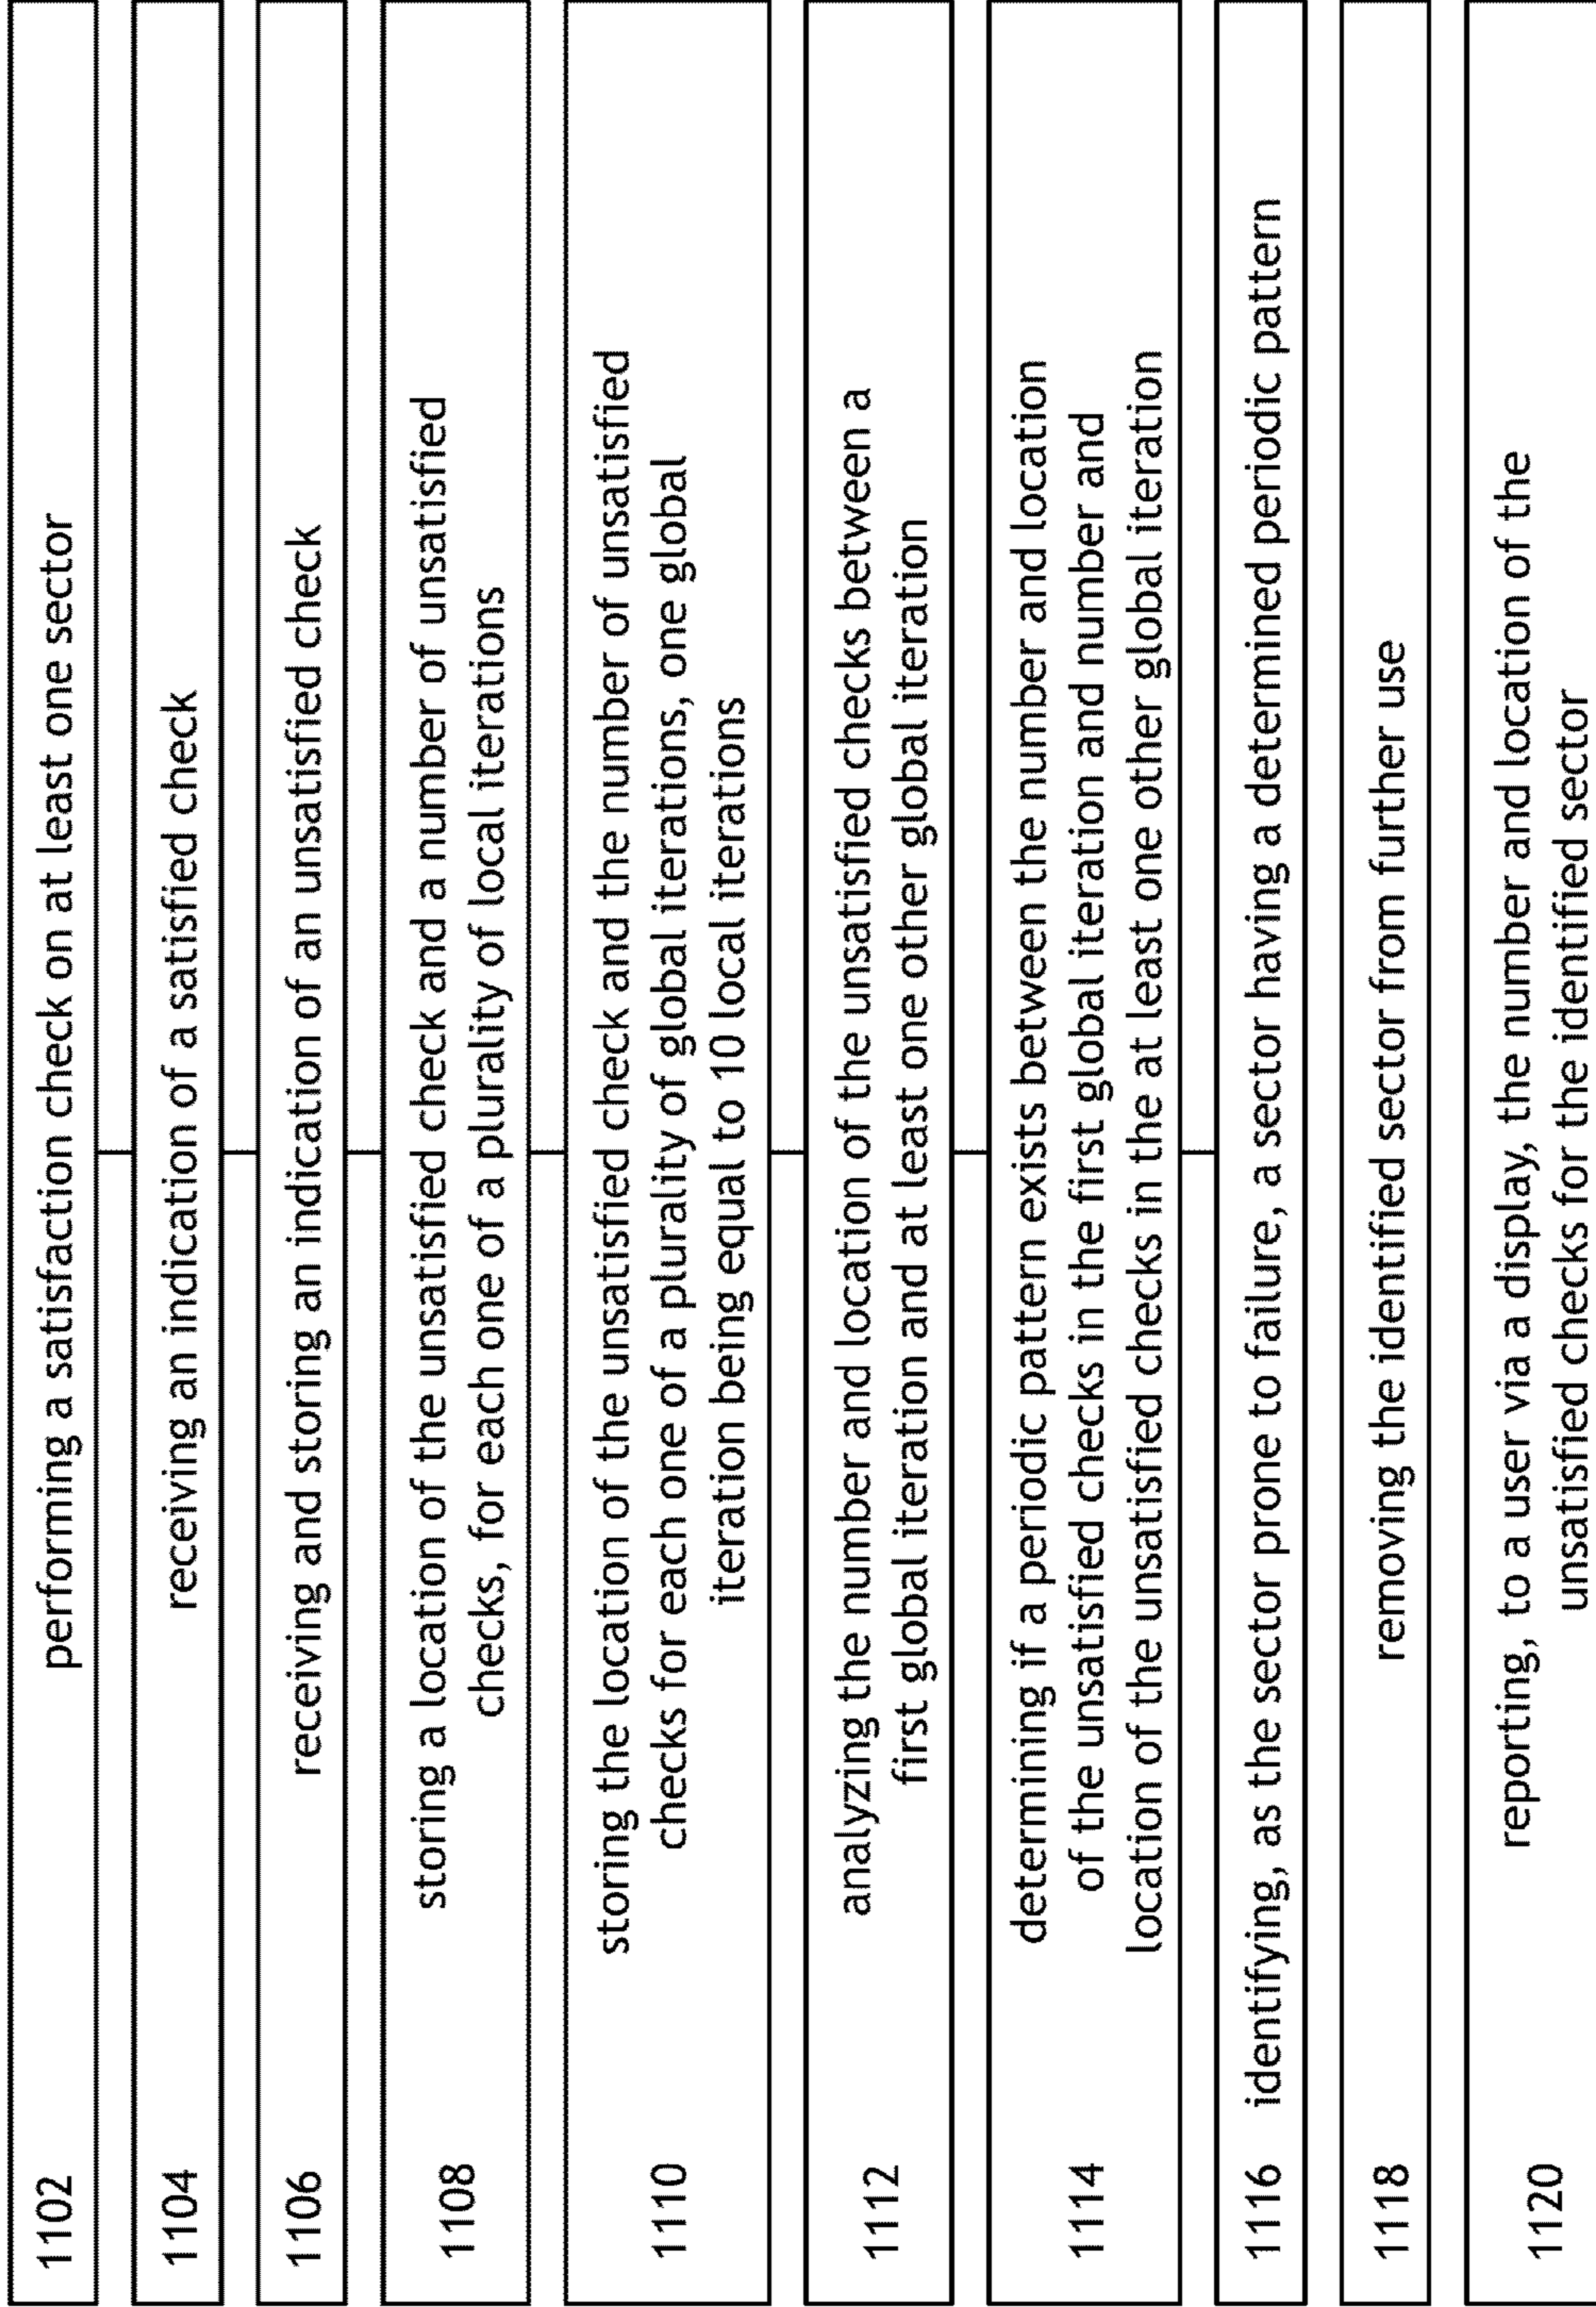 1102 performing a satisfaction check on at least one sector
1104 receiving an indication of a satisfied check
1106 receiving and storing an indication of an unsatisfied check
1108 storing a location of the unsatisfied check and a number of unsatisfied
checks, for each one of a plurality of local iterations
1110 storing the location of the unsatisfied check and the number of unsatisfied
checks for each one of a plurality of global iterations, one global
iteration being equal to 10 local iterations
1112 analyzing the number and location of the unsatisfied checks between a
first global iteration and at least one other global iteration
1114 determining if a periodic pattern exists between the number and location
of the unsatisfied checks in the first global iteration and number and
location of the unsatisfied checks in the at least one other global iteration
1116 identifying, as the sector prone to failure, a sector having a determined periodic pattern
1118 removing the identified sector from further use
1120 reporting, to a user via a display, the number and location of the
unsatisfied checks for the identified sector